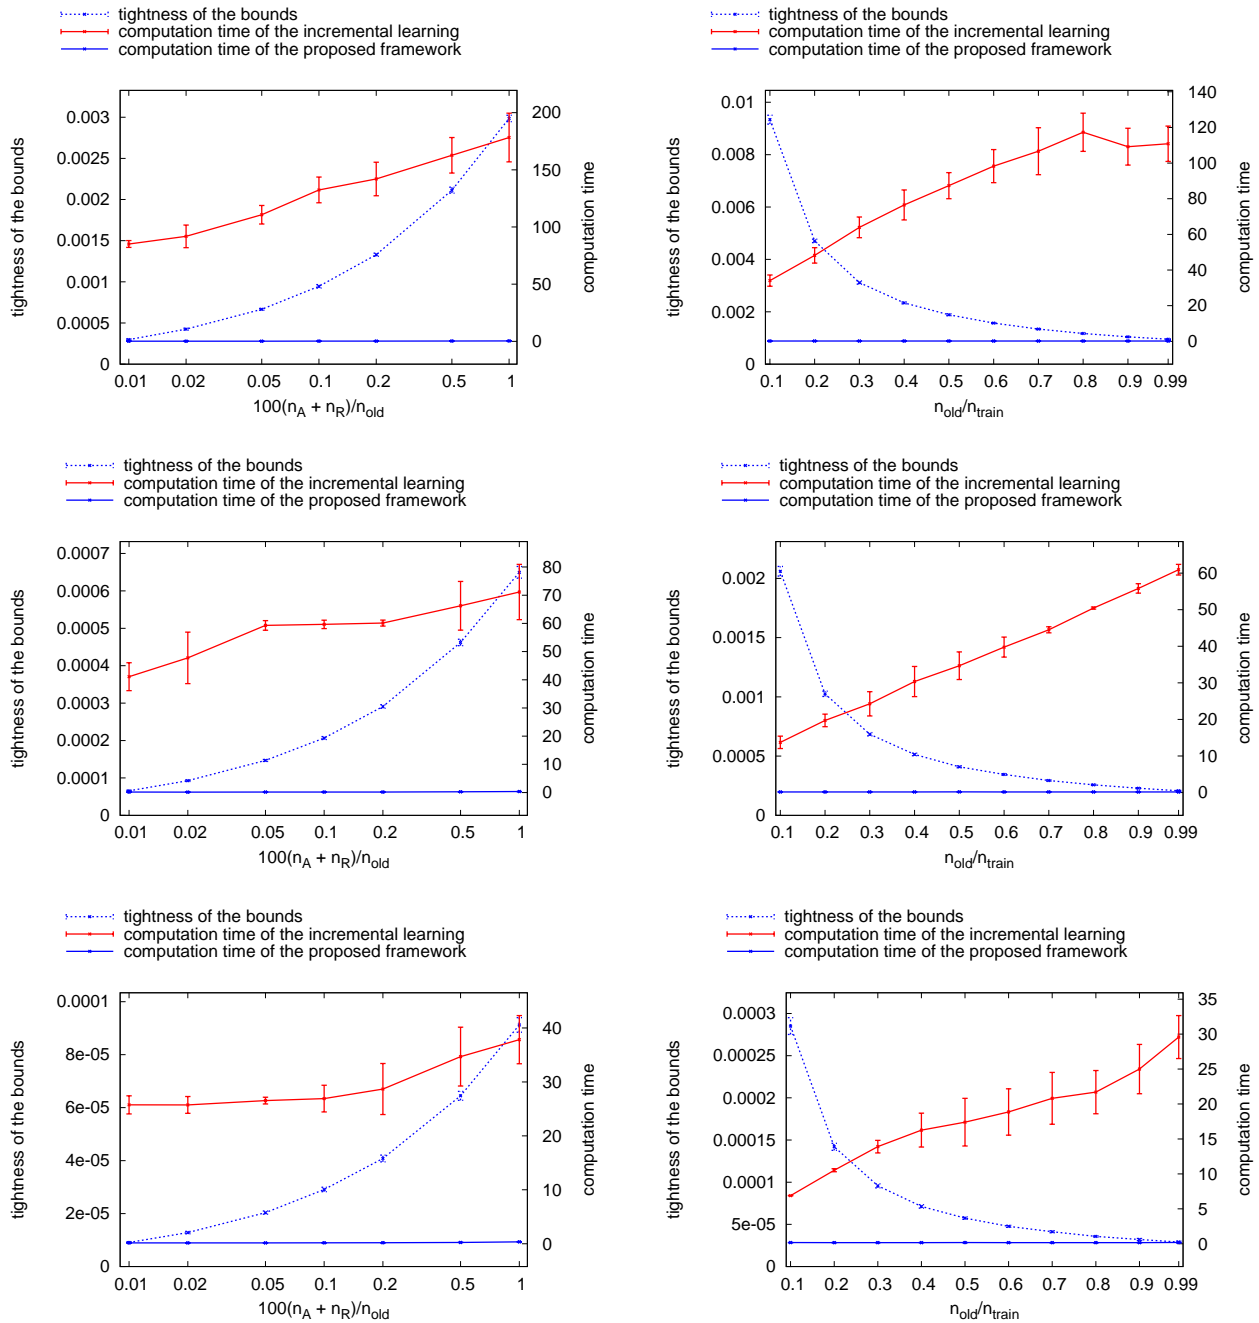 tightness of the bounds
computation time of the incremental learning
computation time of the proposed framework
tightness of the bounds
computation time
0.003
0.0025
0.002
0.0015
0.001
0.0005
0
200
150
100
50
0
0.01 0.02 0.05 0.1 0.2 0.5 1
100(n_A + n_R)/n_old
tightness of the bounds
computation time of the incremental learning
computation time of the proposed framework
tightness of the bounds
computation time
0.01
0.008
0.006
0.004
0.002
0
140
120
100
80
60
40
20
0
0.1 0.2 0.3 0.4 0.5 0.6 0.7 0.8 0.9 0.99
n_old/n_train
tightness of the bounds
computation time of the incremental learning
computation time of the proposed framework
tightness of the bounds
computation time
0.0007
0.0006
0.0005
0.0004
0.0003
0.0002
0.0001
0
80
70
60
50
40
30
20
10
0
0.01 0.02 0.05 0.1 0.2 0.5 1
100(n_A + n_R)/n_old
tightness of the bounds
computation time of the incremental learning
computation time of the proposed framework
tightness of the bounds
computation time
0.002
0.0015
0.001
0.0005
0
60
50
40
30
20
10
0
0.1 0.2 0.3 0.4 0.5 0.6 0.7 0.8 0.9 0.99
n_old/n_train
tightness of the bounds
computation time of the incremental learning
computation time of the proposed framework
tightness of the bounds
computation time
0.0001
8e-05
6e-05
4e-05
2e-05
0
40
30
20
10
0
0.01 0.02 0.05 0.1 0.2 0.5 1
100(n_A + n_R)/n_old
tightness of the bounds
computation time of the incremental learning
computation time of the proposed framework
tightness of the bounds
computation time
0.0003
0.00025
0.0002
0.00015
0.0001
5e-05
0
35
30
25
20
15
10
5
0
0.1 0.2 0.3 0.4 0.5 0.6 0.7 0.8 0.9 0.99
n_old/n_train